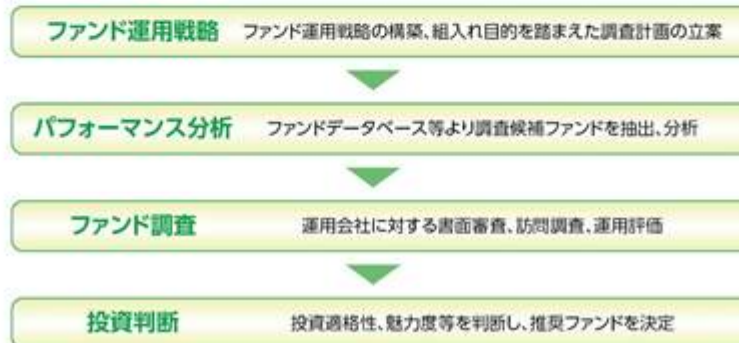 ファンド運用戦略 ファンド運用戦略の構築、組入れ目的を踏まえた調査計画の立案
パフォーマンス分析 ファンドデータベース等より調査候補ファンドを抽出、分析
ファンド調査 運用会社に対する書面審査、訪問調査、運用評価
投資判断 投資適格性、魅力度等を判断し、推奨ファンドを決定